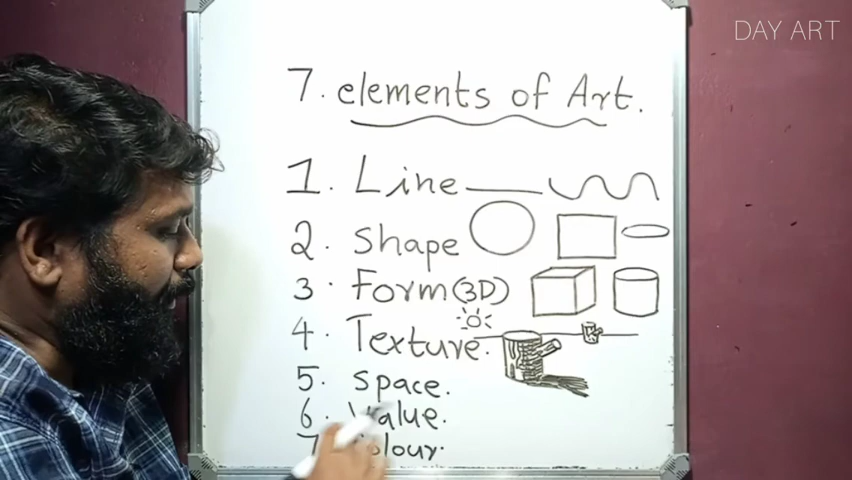 DAY ART
7. elements of Art.
1. Line
2. Shape
3. Form (3D)
4. Texture.
5. Space.
6. Value.
7